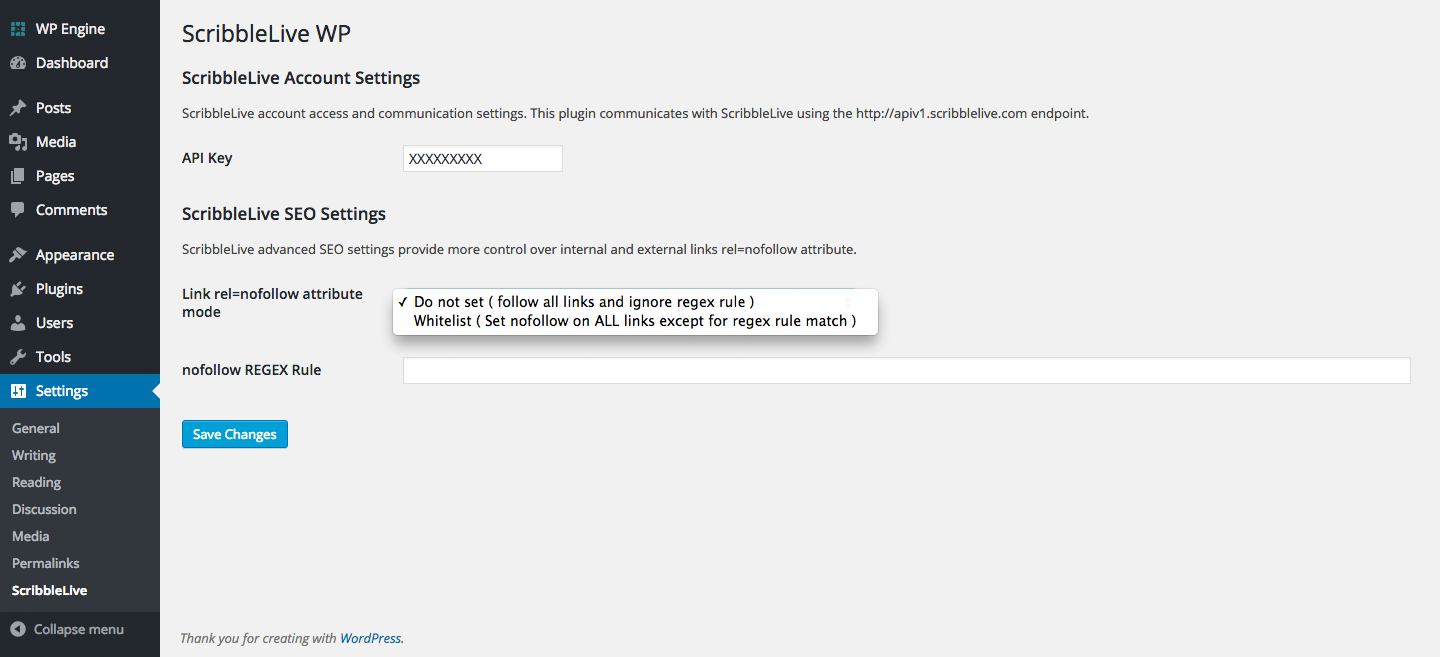 WP Engine
Dashboard
Posts
Media
Pages
Comments
Appearance
Plugins
Users
Tools
Settings
General
Writing
Reading
Discussion
Media
Permalinks
ScribbleLive
Collapse menu
ScribbleLive WP
ScribbleLive Account Settings
ScribbleLive account access and communication settings. This plugin communicates with ScribbleLive using the http://apiv1.scribblelive.com endpoint.
API Key
XXXXXXXXX
ScribbleLive SEO Settings
ScribbleLive advanced SEO settings provide more control over internal and external links rel=nofollow attribute.
Link rel=nofollow attribute
mode
✓ Do not set ( follow all links and ignore regex rule )
Whitelist ( Set nofollow on ALL links except for regex rule match )
nofollow REGEX Rule
Save Changes
Thank you for creating with WordPress.